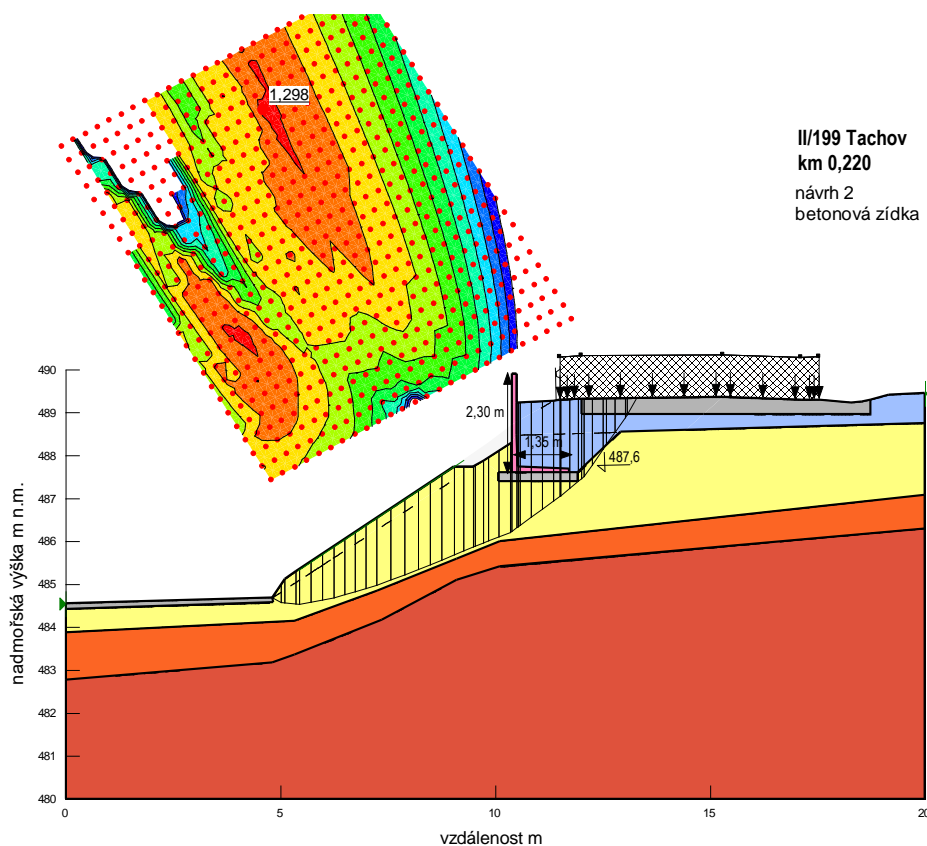 1,298
II/199 Tachov
km 0,220
návrh 2
betonová zídka
490
489
488
487
486
485
484
483
482
481
480
nadmořská výška m n.m.
2,30 m
1,35 m
487,6
0
5
10
15
20
vzdálenost m